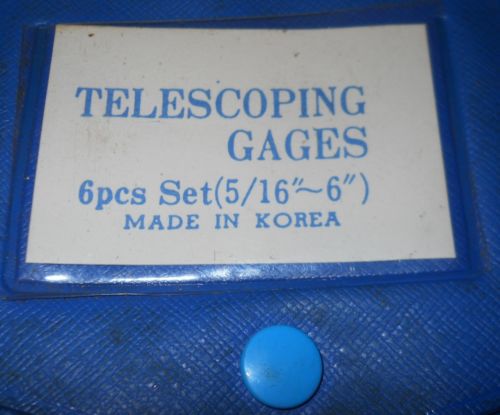 TELESCOPING
GAGES
6pcs Set(5/16″~6″)
MADE IN KOREA